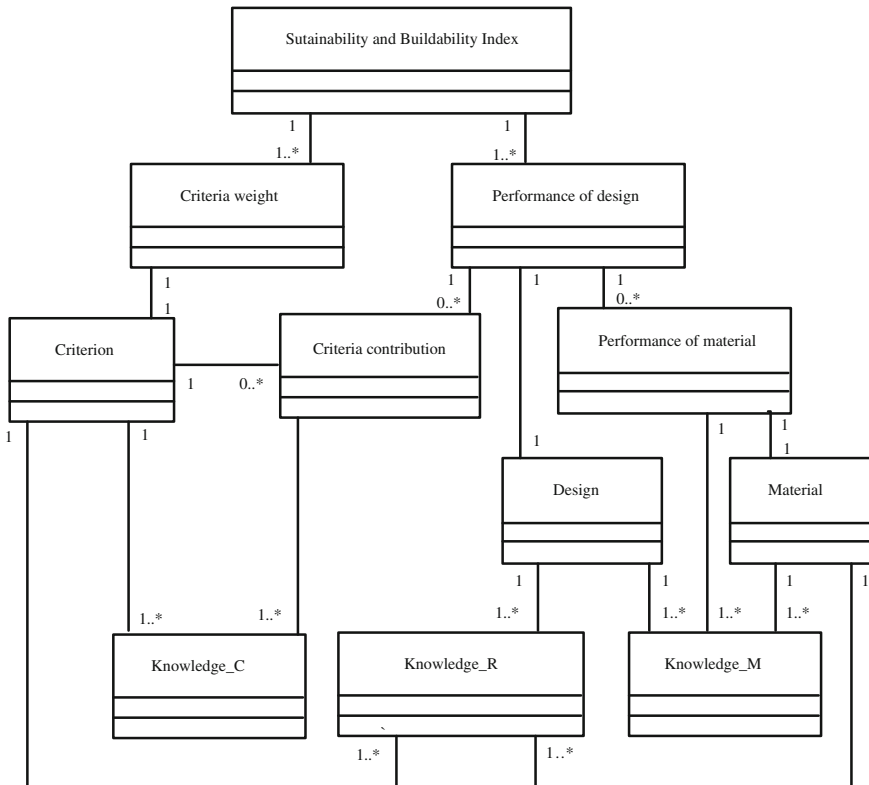 Sutainability and Buildability Index
1 1
1..* 1..*
Criteria weight
Performance of design
1 1 1 1
1 0..* 0..*
Criterion
Criteria contribution
Performance of material
1 0..*
1 1 1 1
1 1
Design
Material
1 1 1 1
1..* 1..* 1..* 1..* 1..* 1..*
Knowledge_C
Knowledge_R
Knowledge_M
1..* 1..*